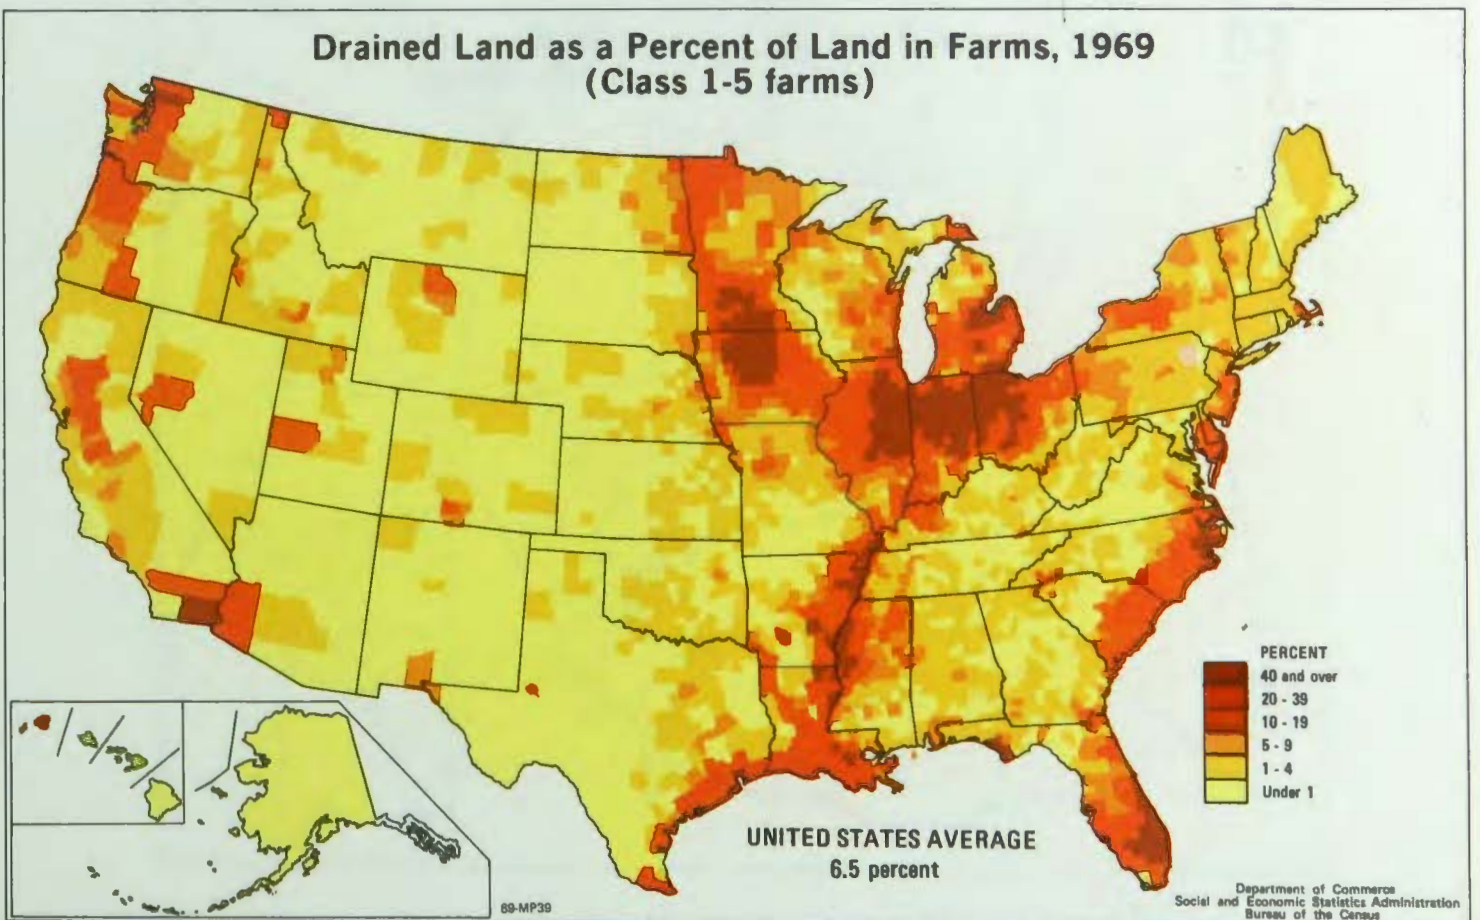 Drained Land as a Percent of Land in Farms, 1969
(Class 1-5 farms)
PERCENT
40 and over
20 - 39
10 - 19
5 - 9
1 - 4
Under 1
UNITED STATES AVERAGE
6.5 percent
69-MP39
Department of Commerce
Social and Economic Statistics Administration
Bureau of the Census